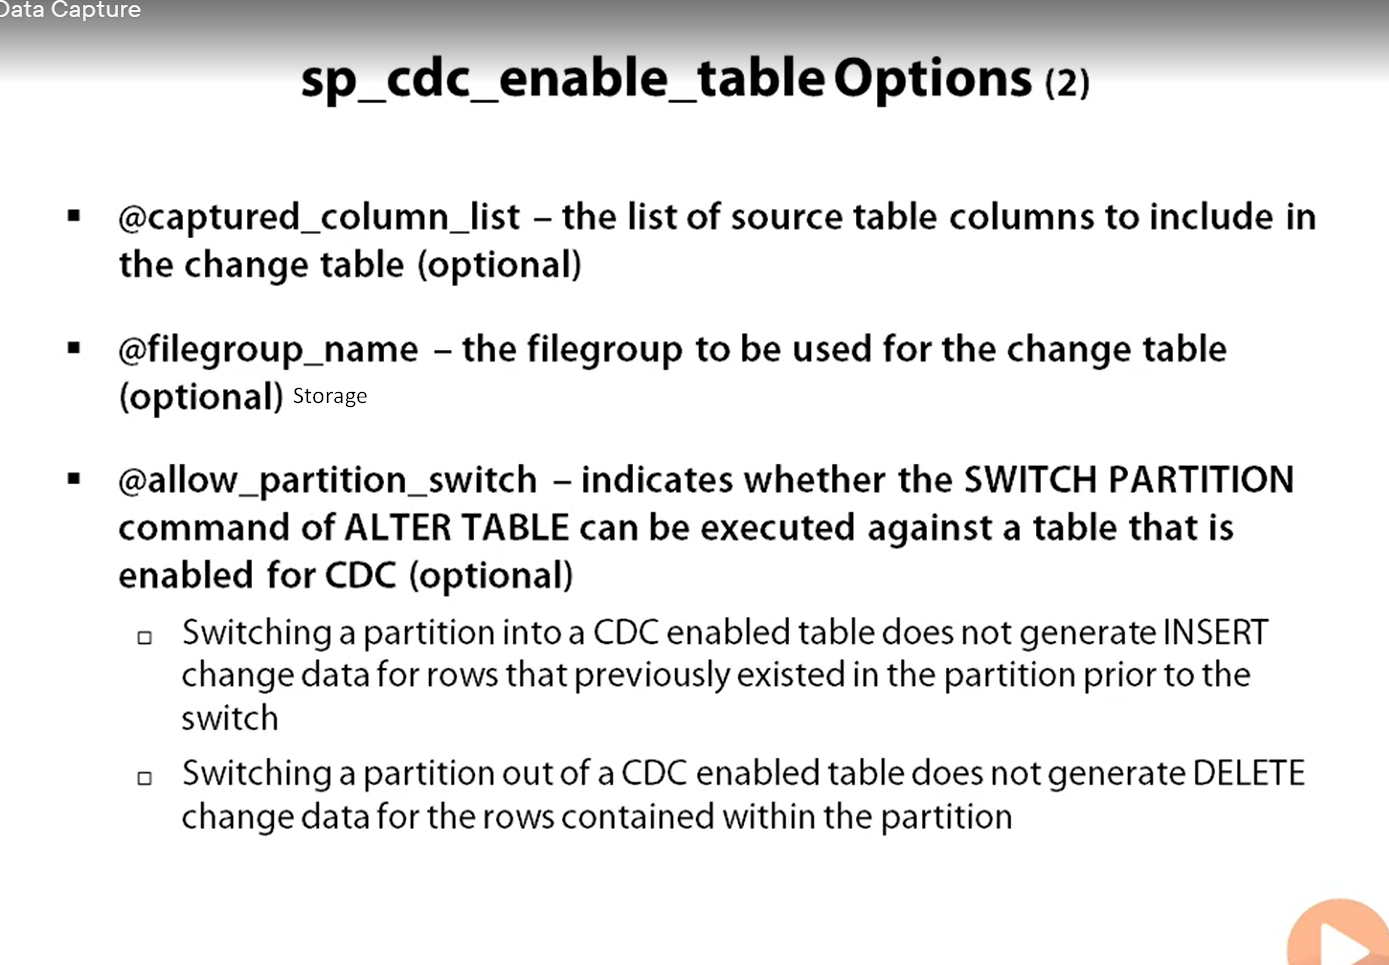 Data Capture
sp_cdc_enable_table Options (2)
▪ @captured_column_list – the list of source table columns to include in
the change table (optional)
▪ @filegroup_name – the filegroup to be used for the change table
(optional) Storage
▪ @allow_partition_switch – indicates whether the SWITCH PARTITION
command of ALTER TABLE can be executed against a table that is
enabled for CDC (optional)
▫ Switching a partition into a CDC enabled table does not generate INSERT
change data for rows that previously existed in the partition prior to the
switch
▫ Switching a partition out of a CDC enabled table does not generate DELETE
change data for the rows contained within the partition